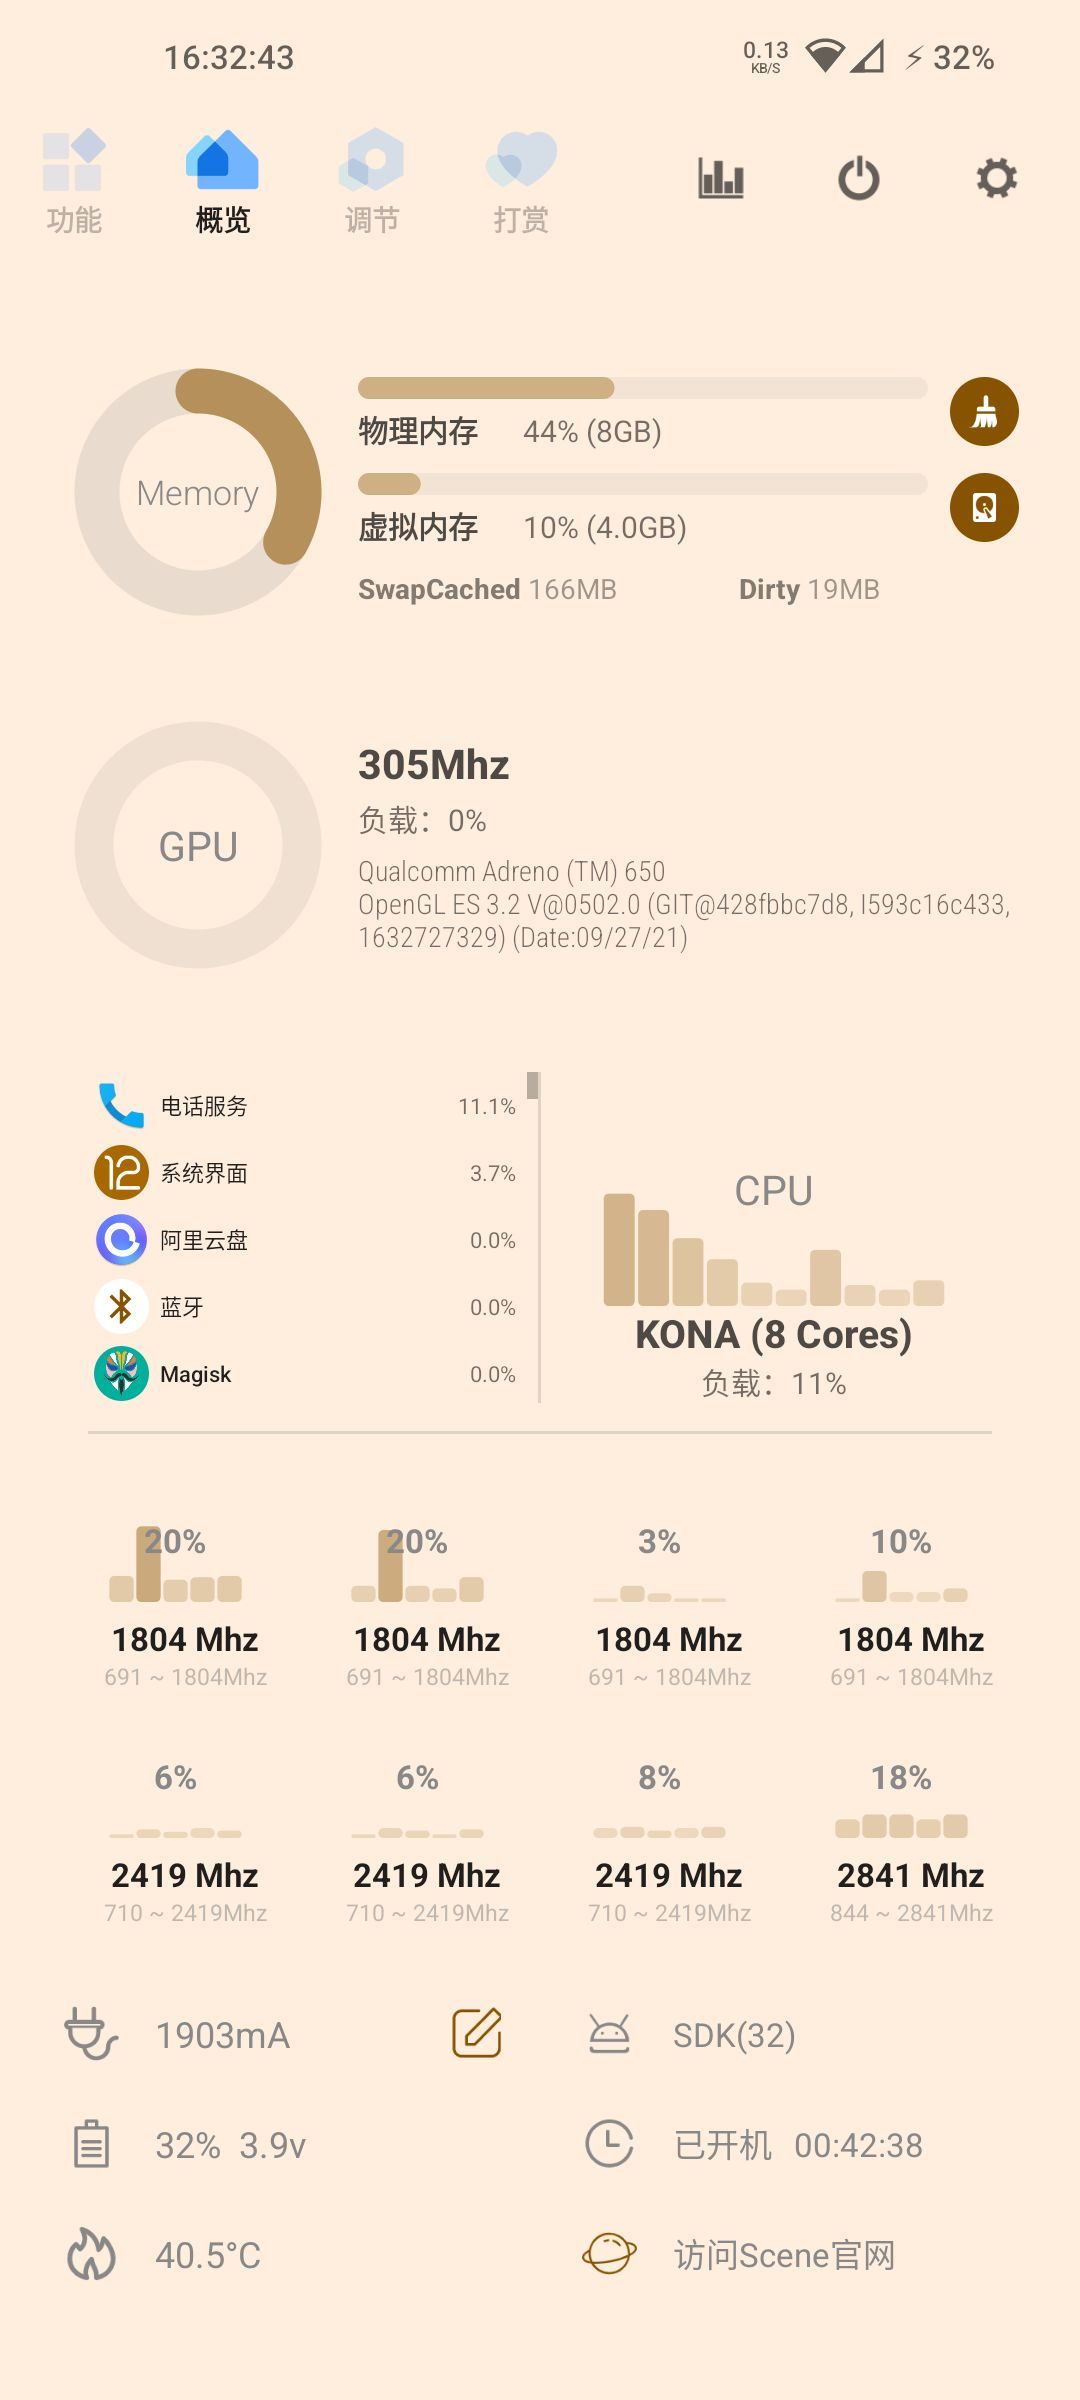 16:32:43
0.13
KB/S
32%
功能
概览
调节
打赏
Memory
物理内存 44% (8GB)
虚拟内存 10% (4.0GB)
SwapCached 166MB Dirty 19MB
GPU
305Mhz
负载：0%
Qualcomm Adreno (TM) 650
OpenGL ES 3.2 V@0502.0 (GIT@428fbbc7d8, I593c16c433,
1632727329) (Date:09/27/21)
电话服务 11.1%
12 系统界面 3.7%
阿里云盘 0.0%
蓝牙 0.0%
Magisk 0.0%
CPU
KONA (8 Cores)
负载：11%
20% 20% 3% 10%
1804 Mhz 1804 Mhz 1804 Mhz 1804 Mhz
691 ~ 1804Mhz 691 ~ 1804Mhz 691 ~ 1804Mhz 691 ~ 1804Mhz
6% 6% 8% 18%
2419 Mhz 2419 Mhz 2419 Mhz 2841 Mhz
710 ~ 2419Mhz 710 ~ 2419Mhz 710 ~ 2419Mhz 844 ~ 2841Mhz
1903mA SDK(32)
32% 3.9v 已开机 00:42:38
40.5°C 访问Scene官网